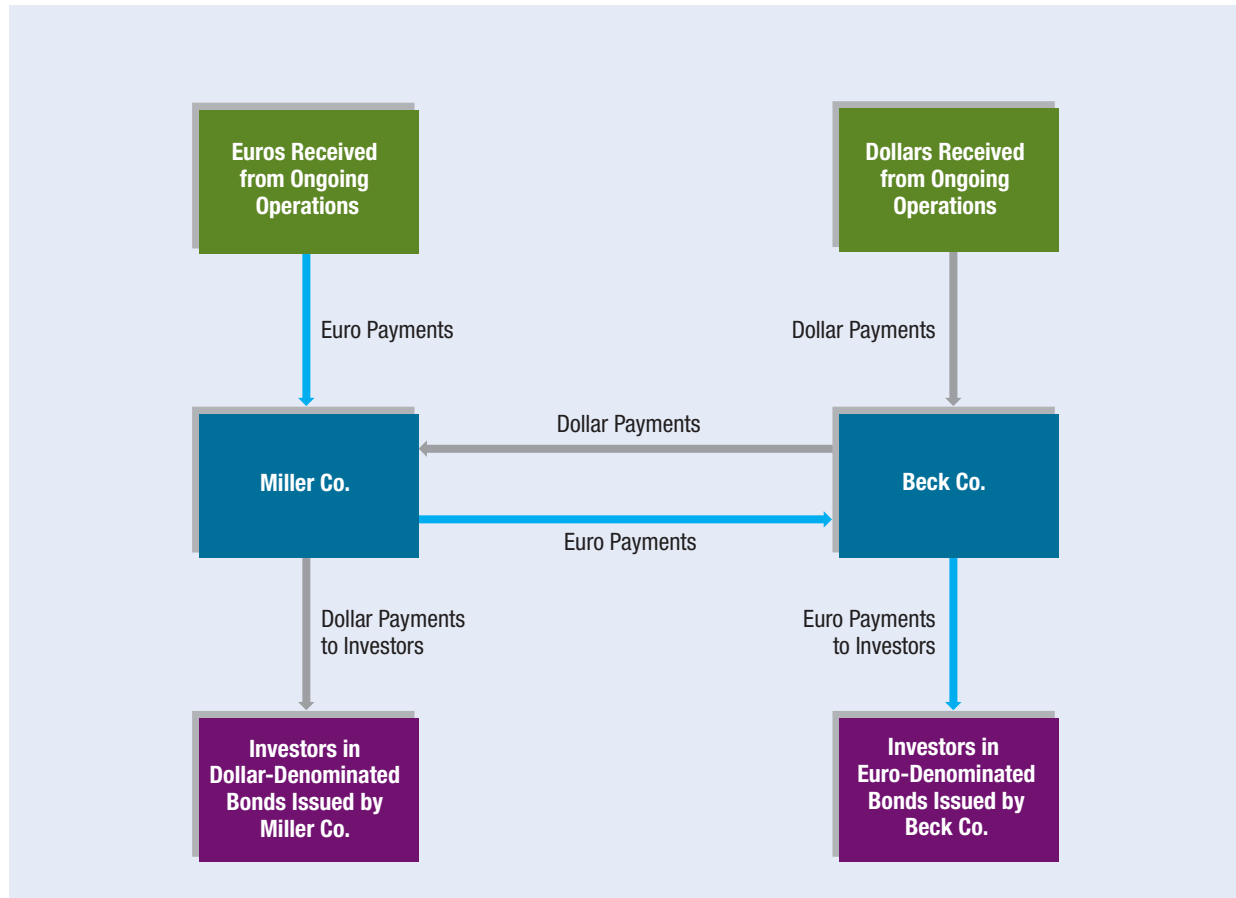 Euros Received
from Ongoing
Operations
Dollars Received
from Ongoing
Operations
Euro Payments
Dollar Payments
Dollar Payments
Miller Co.
Beck Co.
Euro Payments
Dollar Payments
to Investors
Euro Payments
to Investors
Investors in
Dollar-Denominated
Bonds Issued by
Miller Co.
Investors in
Euro-Denominated
Bonds Issued by
Beck Co.